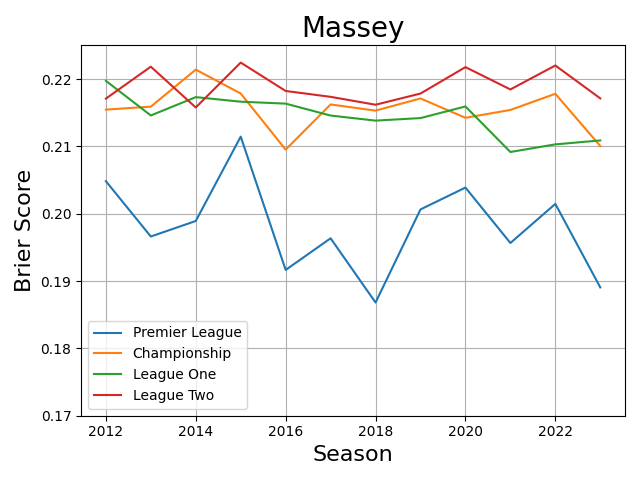 Massey
Brier Score
0.22
0.21
0.20
0.19
0.18
0.17
Premier League
Championship
League One
League Two
2012 2014 2016 2018 2020 2022
Season